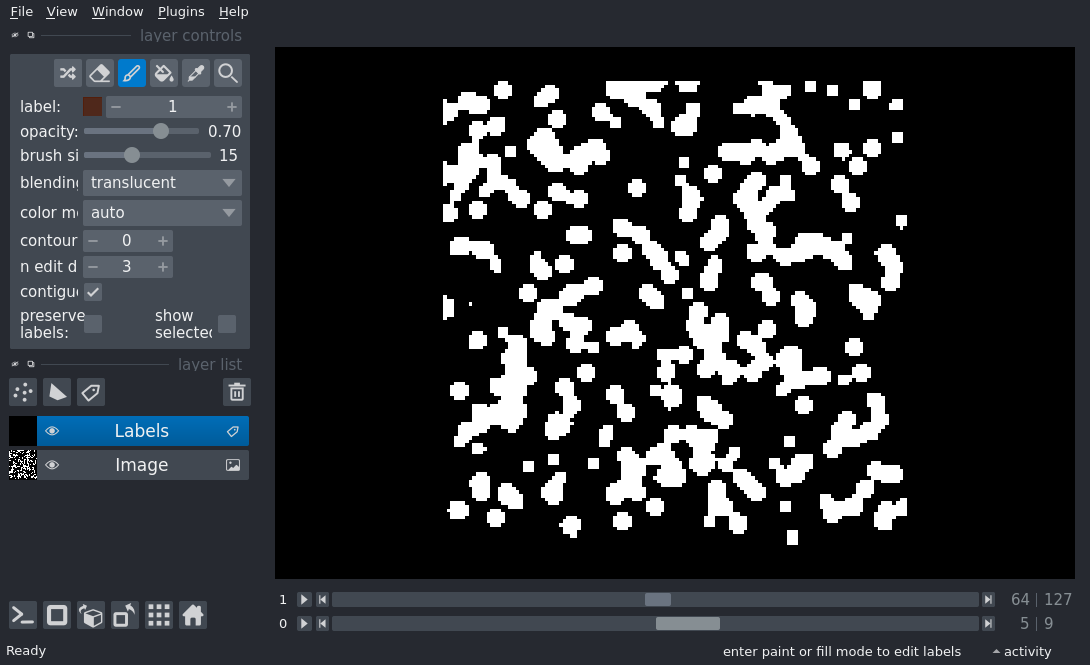 File View Window Plugins Help
layer controls
label: 1
opacity: 0.70
brush si 15
blending translucent
color m auto
contour 0
n edit d 3
contigu
preserve
labels:
show
selected
layer list
Labels
Image
1 64 | 127
0 5 | 9
Ready enter paint or fill mode to edit labels activity